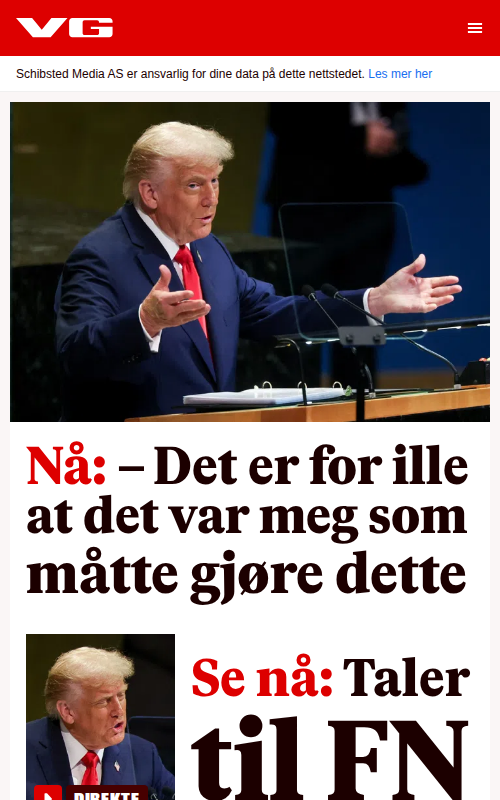 VG
Schibsted Media AS er ansvarlig for dine data på dette nettstedet. Les mer her
Nå: – Det er for ille
at det var meg som
måtte gjøre dette
Se nå: Taler
til FN
DIREKTE